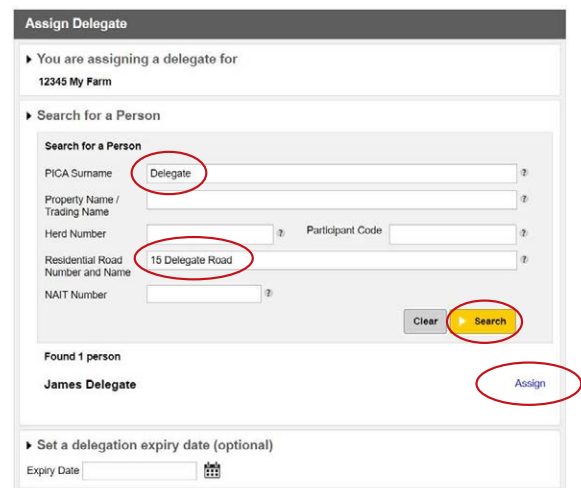 Assign Delegate
You are assigning a delegate for
12345 My Farm
Search for a Person
Search for a Person
PICA Surname Delegate ?
Property Name / ?
Trading Name
Herd Number ? Participant Code ?
Residential Road 15 Delegate Road ?
Number and Name
NAIT Number ?
Clear Search
Found 1 person
James Delegate Assign
Set a delegation expiry date (optional)
Expiry Date